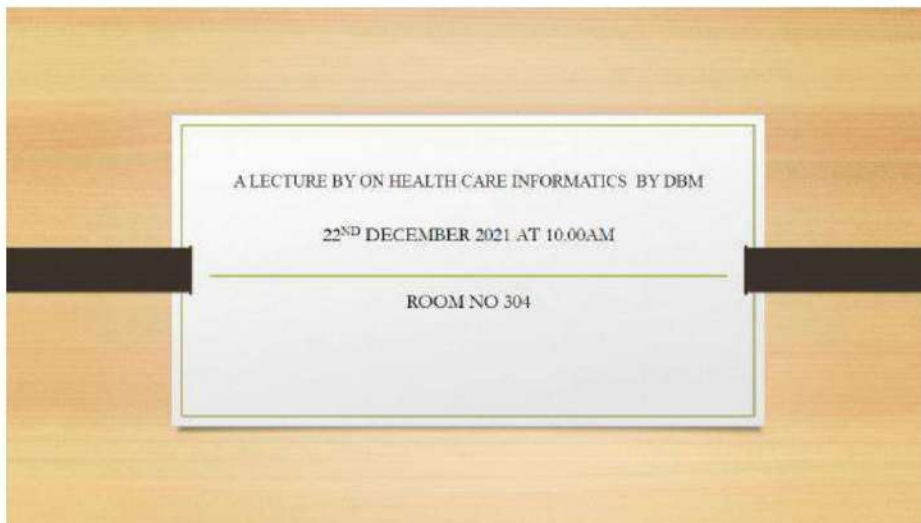 A LECTURE BY ON HEALTH CARE INFORMATICS BY DBM
22ND DECEMBER 2021 AT 10.00AM
ROOM NO 304